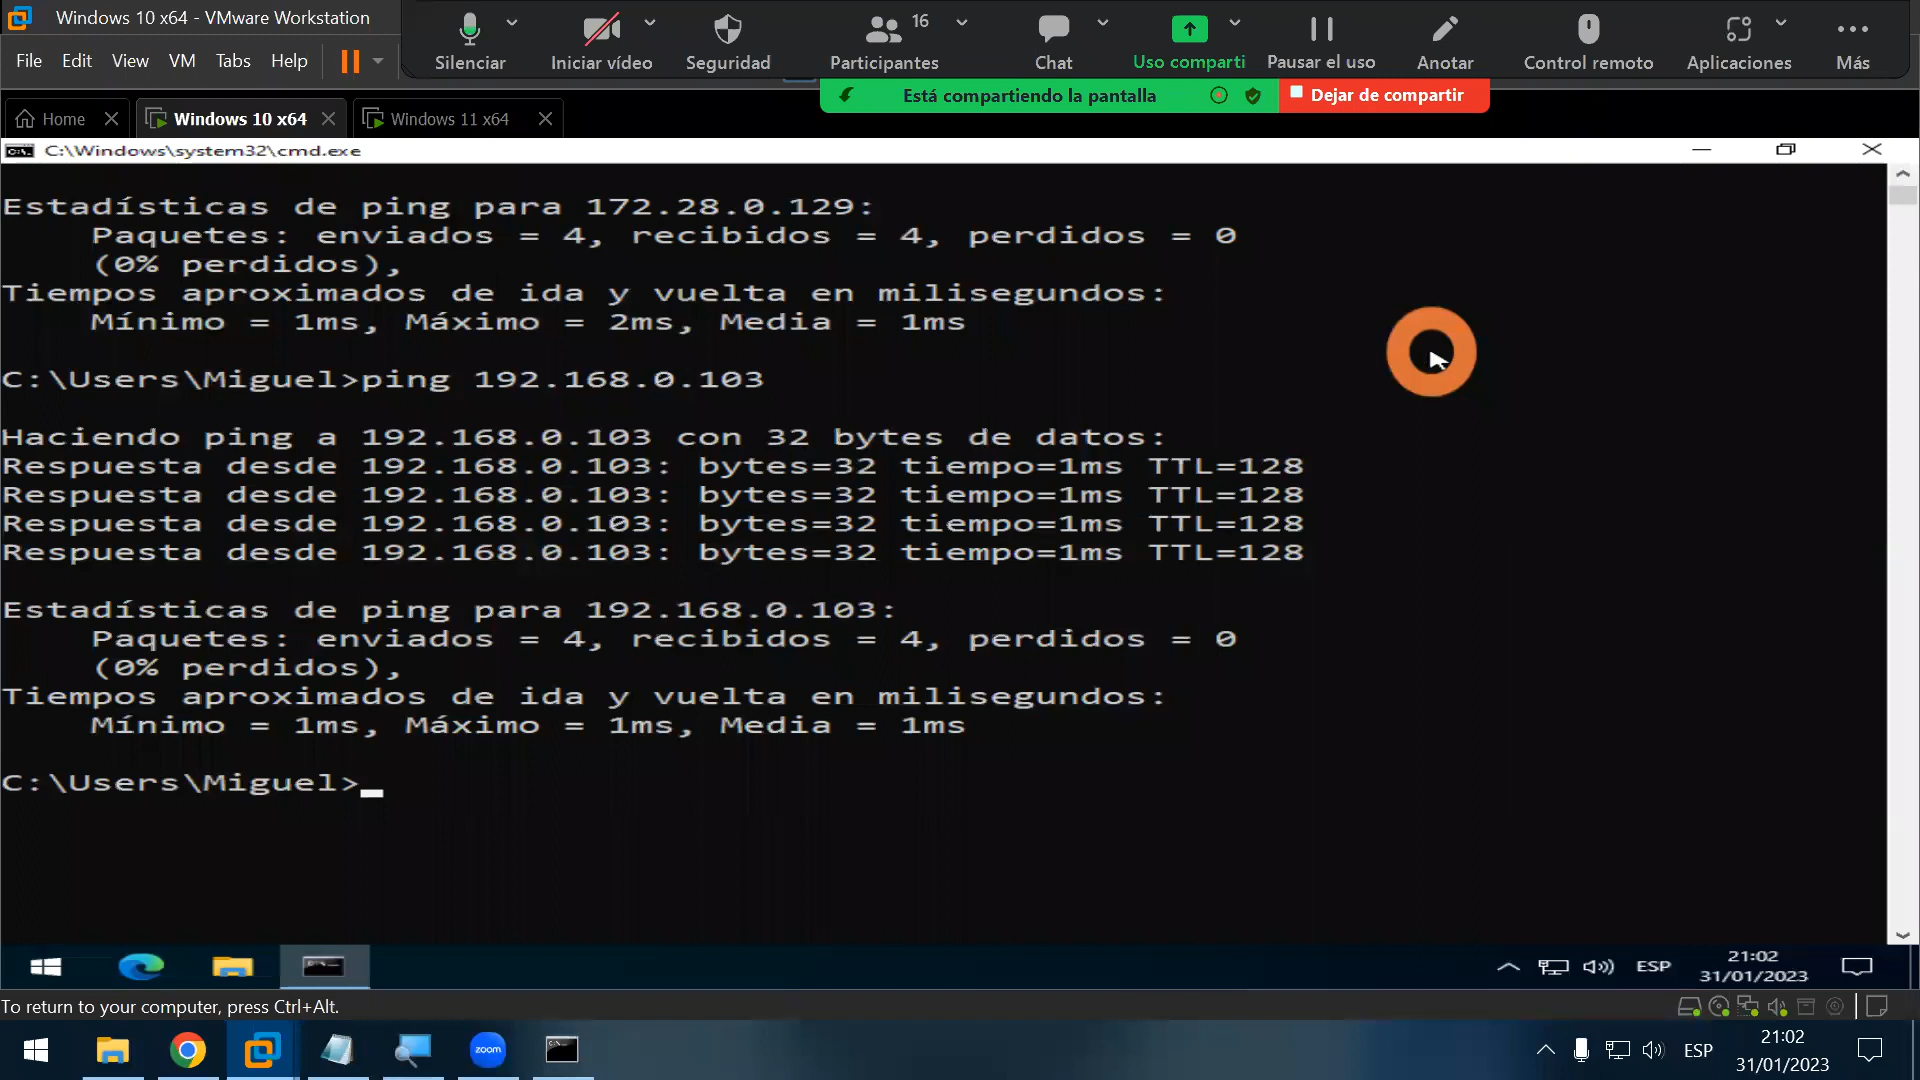 Windows 10 x64 - VMware Workstation
File Edit View VM Tabs Help
Silenciar Iniciar vídeo Seguridad Participantes 16 Chat Uso comparti Pausar el uso Anotar Control remoto Aplicaciones Más
Está compartiendo la pantalla Dejar de compartir
Home Windows 10 x64 Windows 11 x64
C:\Windows\system32\cmd.exe
Estadísticas de ping para 172.28.0.129:
Paquetes: enviados = 4, recibidos = 4, perdidos = 0
(0% perdidos),
Tiempos aproximados de ida y vuelta en milisegundos:
Mínimo = 1ms, Máximo = 2ms, Media = 1ms
C:\Users\Miguel>ping 192.168.0.103
Haciendo ping a 192.168.0.103 con 32 bytes de datos:
Respuesta desde 192.168.0.103: bytes=32 tiempo=1ms TTL=128
Respuesta desde 192.168.0.103: bytes=32 tiempo=1ms TTL=128
Respuesta desde 192.168.0.103: bytes=32 tiempo=1ms TTL=128
Respuesta desde 192.168.0.103: bytes=32 tiempo=1ms TTL=128
Estadísticas de ping para 192.168.0.103:
Paquetes: enviados = 4, recibidos = 4, perdidos = 0
(0% perdidos),
Tiempos aproximados de ida y vuelta en milisegundos:
Mínimo = 1ms, Máximo = 1ms, Media = 1ms
C:\Users\Miguel>
ESP 21:02
31/01/2023
To return to your computer, press Ctrl+Alt.
zoom
ESP 21:02
31/01/2023